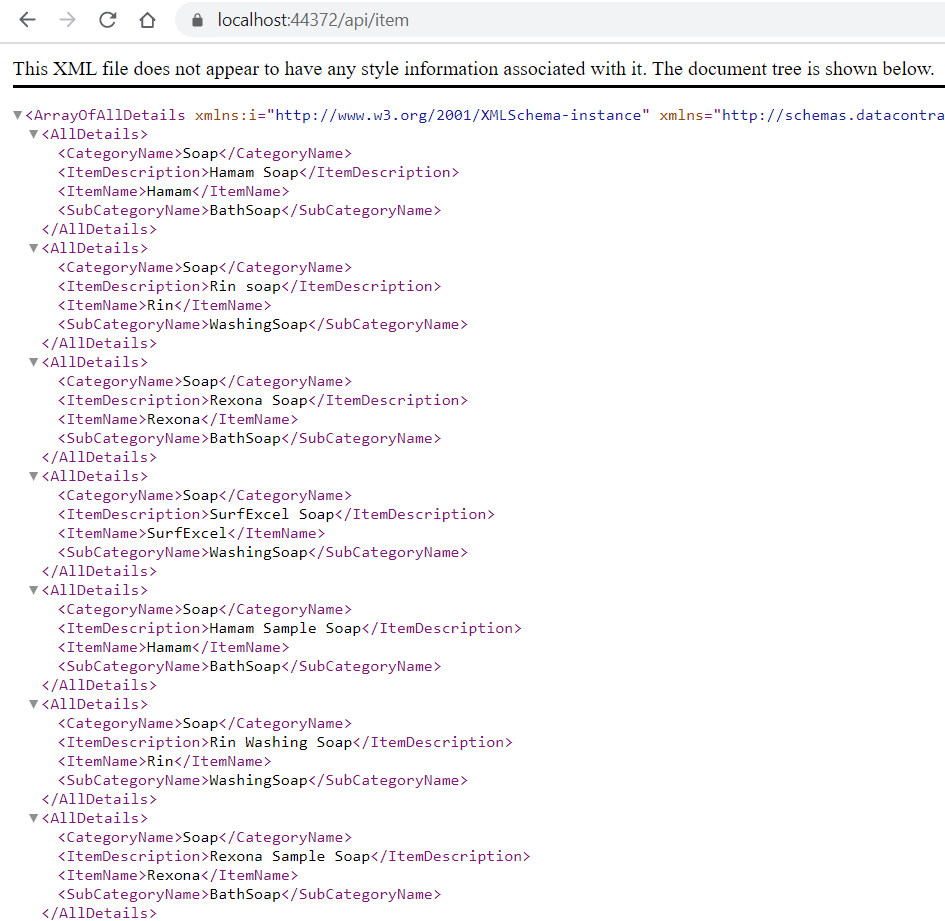 localhost:44372/api/item
This XML file does not appear to have any style information associated with it. The document tree is shown below.
<ArrayOfAllDetails xmlns:i="http://www.w3.org/2001/XMLSchema-instance" xmlns="http://schemas.datacontra
<AllDetails>
<CategoryName>Soap</CategoryName>
<ItemDescription>Hamam Soap</ItemDescription>
<ItemName>Hamam</ItemName>
<SubCategoryName>BathSoap</SubCategoryName>
</AllDetails>
<AllDetails>
<CategoryName>Soap</CategoryName>
<ItemDescription>Rin soap</ItemDescription>
<ItemName>Rin</ItemName>
<SubCategoryName>WashingSoap</SubCategoryName>
</AllDetails>
<AllDetails>
<CategoryName>Soap</CategoryName>
<ItemDescription>Rexona Soap</ItemDescription>
<ItemName>Rexona</ItemName>
<SubCategoryName>BathSoap</SubCategoryName>
</AllDetails>
<AllDetails>
<CategoryName>Soap</CategoryName>
<ItemDescription>SurfExcel Soap</ItemDescription>
<ItemName>SurfExcel</ItemName>
<SubCategoryName>WashingSoap</SubCategoryName>
</AllDetails>
<AllDetails>
<CategoryName>Soap</CategoryName>
<ItemDescription>Hamam Sample Soap</ItemDescription>
<ItemName>Hamam</ItemName>
<SubCategoryName>BathSoap</SubCategoryName>
</AllDetails>
<AllDetails>
<CategoryName>Soap</CategoryName>
<ItemDescription>Rin Washing Soap</ItemDescription>
<ItemName>Rin</ItemName>
<SubCategoryName>WashingSoap</SubCategoryName>
</AllDetails>
<AllDetails>
<CategoryName>Soap</CategoryName>
<ItemDescription>Rexona Sample Soap</ItemDescription>
<ItemName>Rexona</ItemName>
<SubCategoryName>BathSoap</SubCategoryName>
</AllDetails>